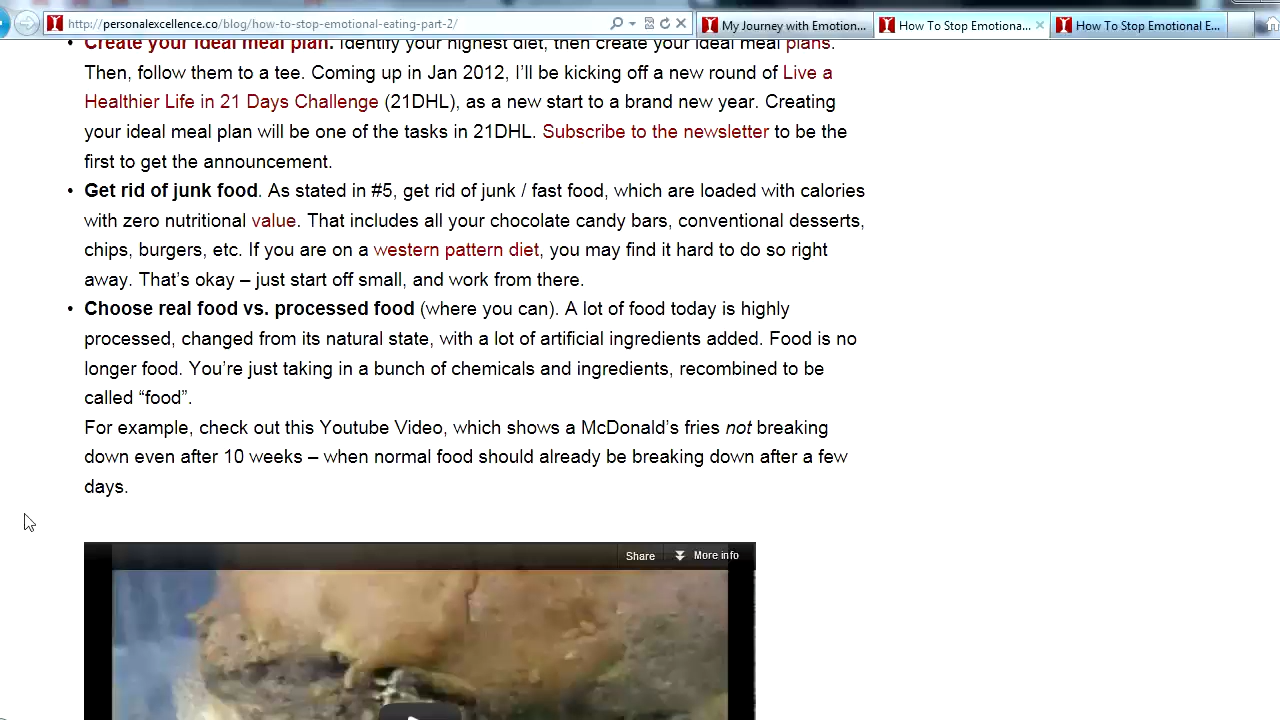 http://personalexcellence.co/blog/how-to-stop-emotional-eating-part-2/
My Journey with Emotion...
How To Stop Emotiona...
How To Stop Emotional E...
• Create your ideal meal plan. Identify your highest diet, then create your ideal meal plans.
Then, follow them to a tee. Coming up in Jan 2012, I'll be kicking off a new round of Live a
Healthier Life in 21 Days Challenge (21DHL), as a new start to a brand new year. Creating
your ideal meal plan will be one of the tasks in 21DHL. Subscribe to the newsletter to be the
first to get the announcement.
• Get rid of junk food. As stated in #5, get rid of junk / fast food, which are loaded with calories
with zero nutritional value. That includes all your chocolate candy bars, conventional desserts,
chips, burgers, etc. If you are on a western pattern diet, you may find it hard to do so right
away. That's okay – just start off small, and work from there.
• Choose real food vs. processed food (where you can). A lot of food today is highly
processed, changed from its natural state, with a lot of artificial ingredients added. Food is no
longer food. You're just taking in a bunch of chemicals and ingredients, recombined to be
called “food”.
For example, check out this Youtube Video, which shows a McDonald's fries not breaking
down even after 10 weeks – when normal food should already be breaking down after a few
days.
Share
More info